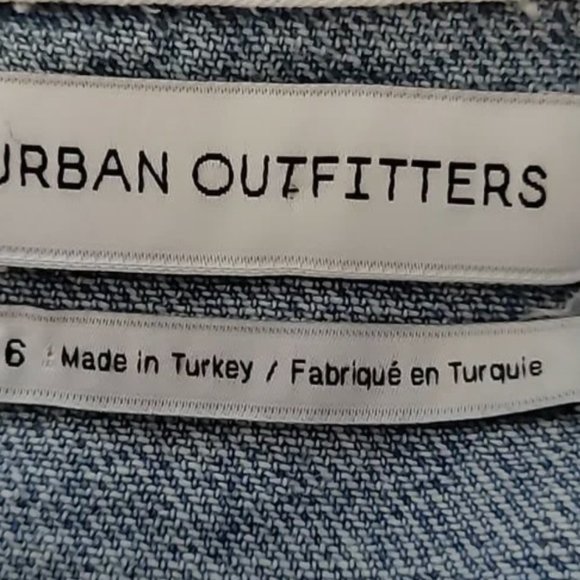 URBAN OUTFITTERS
6 Made in Turkey / Fabriqué en Turquie